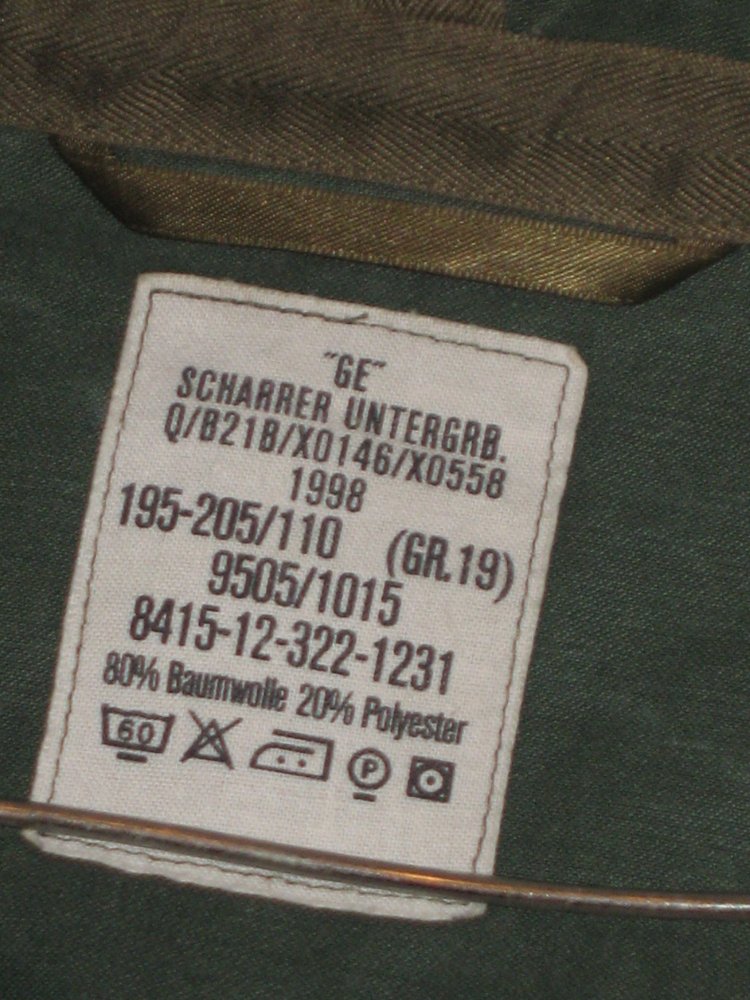 "GE"
SCHARRER UNTERGRB.
Q/B21B/X0146/X0558
1998
195-205/110 (GR.19)
9505/1015
8415-12-322-1231
80% Baumwolle 20% Polyester
60 P